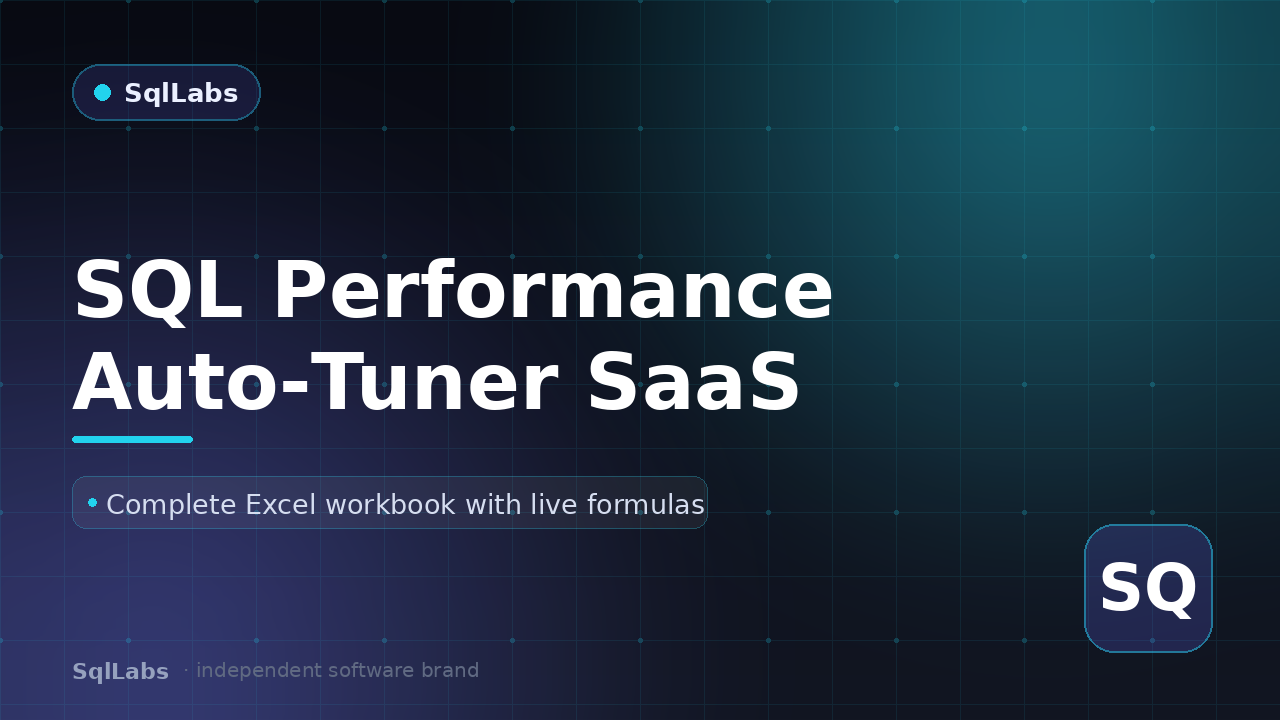 SqlLabs
SQL Performance
Auto-Tuner SaaS
Complete Excel workbook with live formulas
SQ
SqlLabs · independent software brand